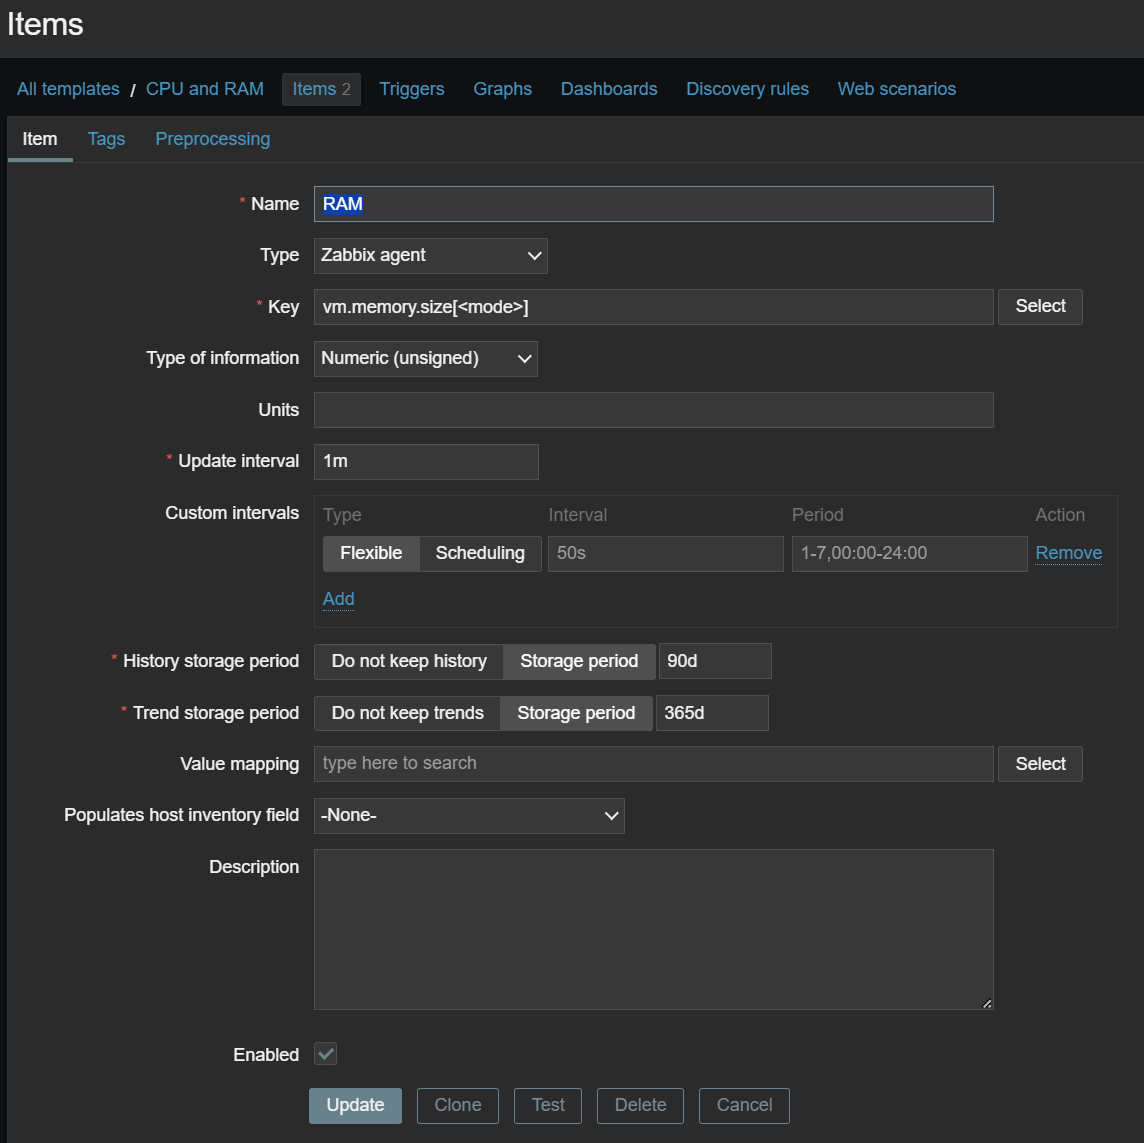 Items
All templates / CPU and RAM Items 2 Triggers Graphs Dashboards Discovery rules Web scenarios
Item Tags Preprocessing
* Name RAM
Type Zabbix agent
* Key vm.memory.size[<mode>] Select
Type of information Numeric (unsigned)
Units
* Update interval 1m
Custom intervals Type Interval Period Action
Flexible Scheduling 50s 1-7,00:00-24:00 Remove
Add
* History storage period Do not keep history Storage period 90d
* Trend storage period Do not keep trends Storage period 365d
Value mapping type here to search Select
Populates host inventory field -None-
Description
Enabled
Update Clone Test Delete Cancel